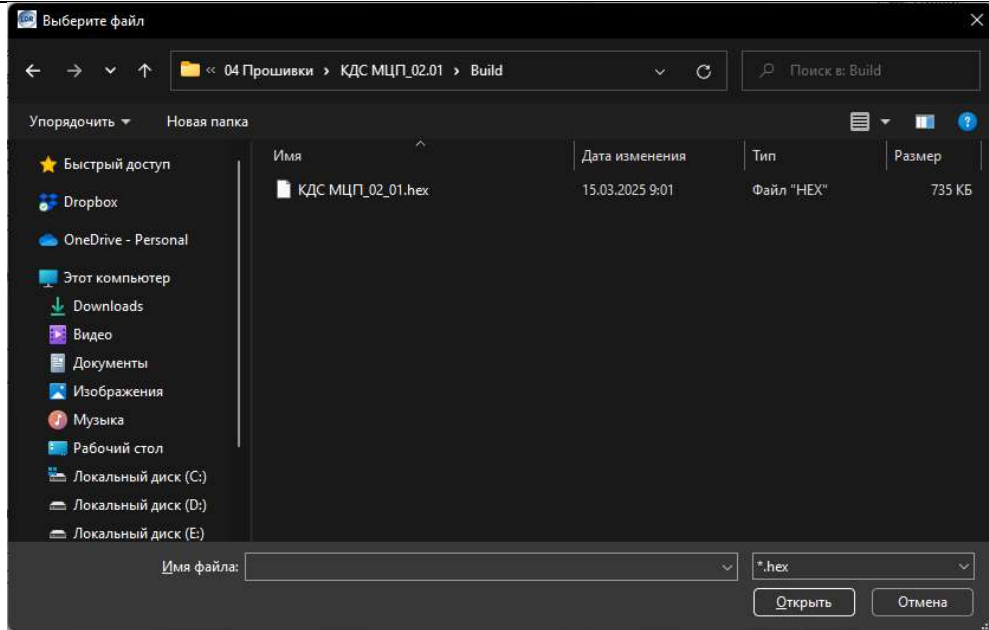 LDR Выберите файл
« 04 Прошивки › КДС МЦП_02.01 › Build
Поиск в: Build
Упорядочить Новая папка
Имя Дата изменения Тип Размер
КДС МЦП_02_01.hex 15.03.2025 9:01 Файл "HEX" 735 КБ
Быстрый доступ
Dropbox
OneDrive - Personal
Этот компьютер
Downloads
Видео
Документы
Изображения
Музыка
Рабочий стол
Локальный диск (C:)
Локальный диск (D:)
Локальный диск (E:)
Имя файла: *.hex
Открыть Отмена